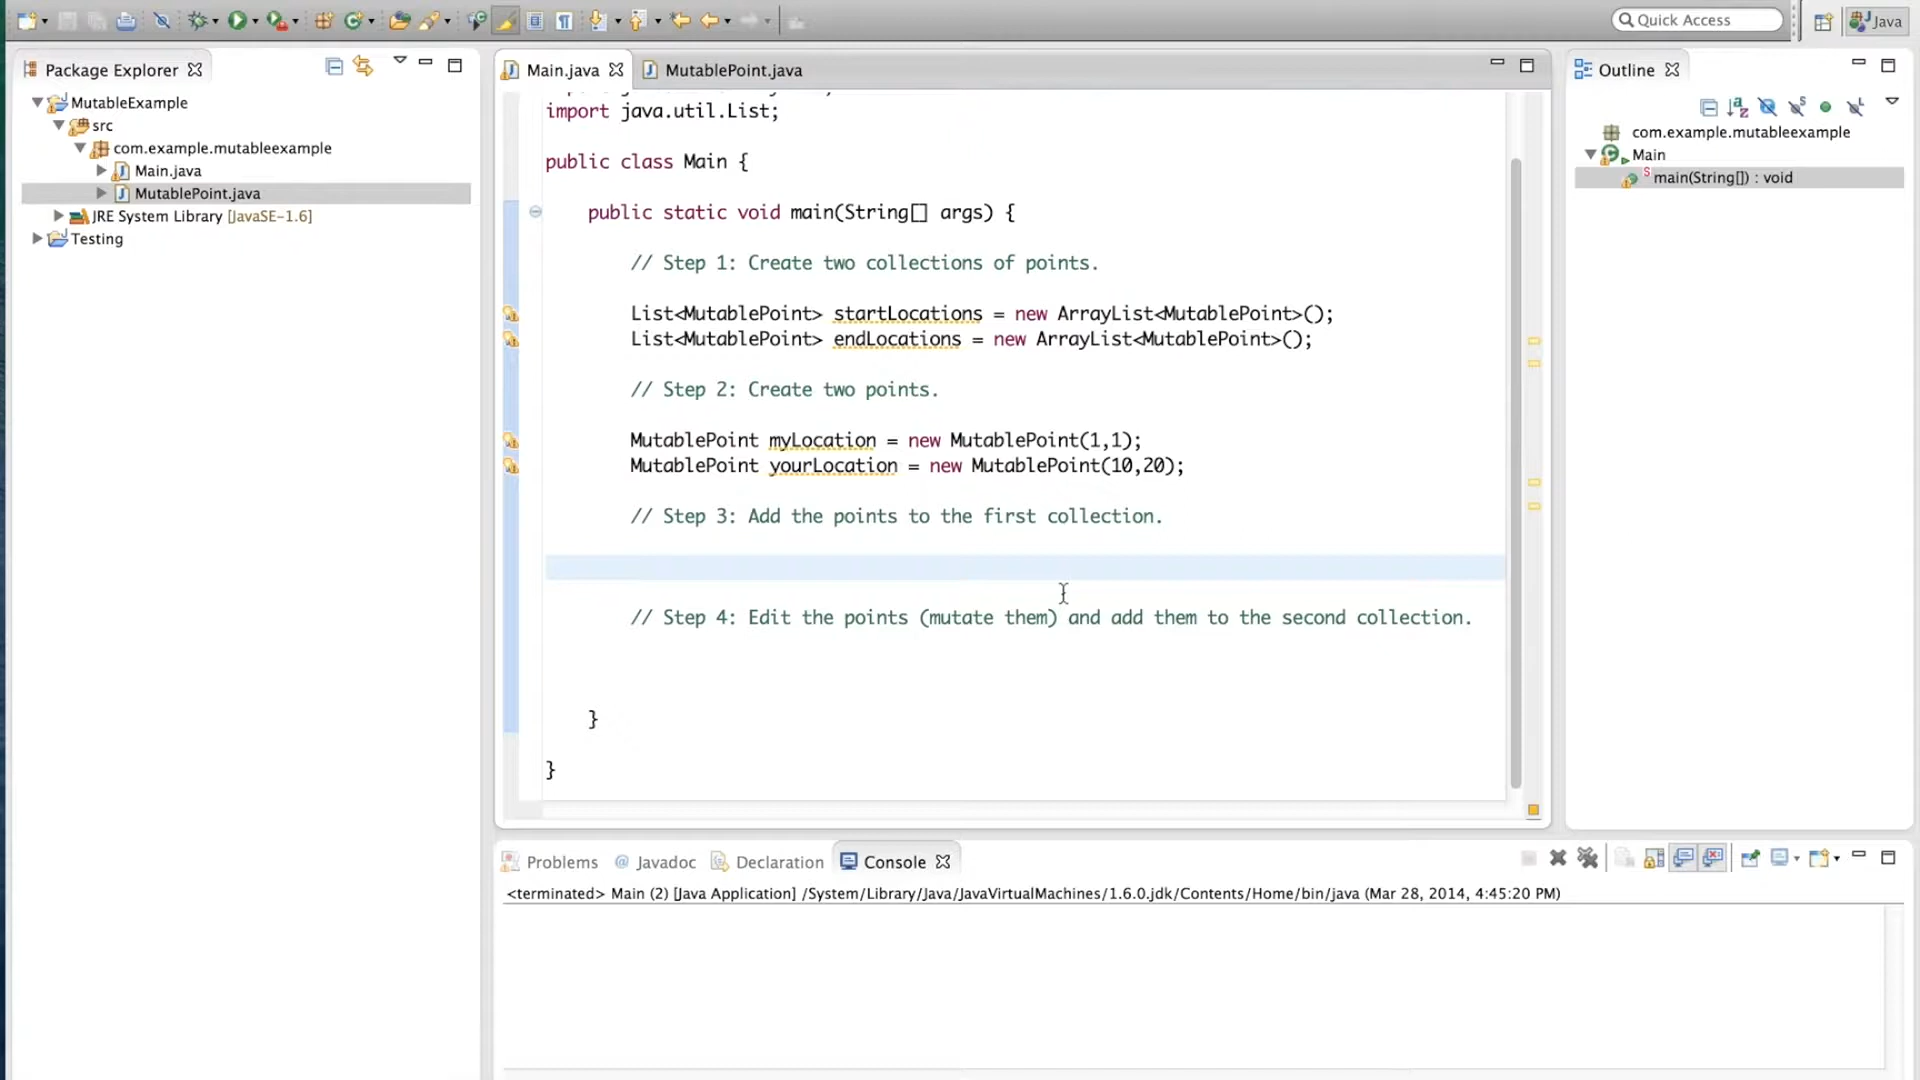 Quick Access
Java
Package Explorer
MutableExample
src
com.example.mutableexample
Main.java
MutablePoint.java
JRE System Library [JavaSE-1.6]
Testing
Main.java
MutablePoint.java
import java.util.List;
public class Main {
public static void main(String[] args) {
// Step 1: Create two collections of points.
List<MutablePoint> startLocations = new ArrayList<MutablePoint>();
List<MutablePoint> endLocations = new ArrayList<MutablePoint>();
// Step 2: Create two points.
MutablePoint myLocation = new MutablePoint(1,1);
MutablePoint yourLocation = new MutablePoint(10,20);
// Step 3: Add the points to the first collection.
// Step 4: Edit the points (mutate them) and add them to the second collection.
}
}
Outline
com.example.mutableexample
Main
main(String[]) : void
Problems @ Javadoc Declaration Console
<terminated> Main (2) [Java Application] /System/Library/Java/JavaVirtualMachines/1.6.0.jdk/Contents/Home/bin/java (Mar 28, 2014, 4:45:20 PM)